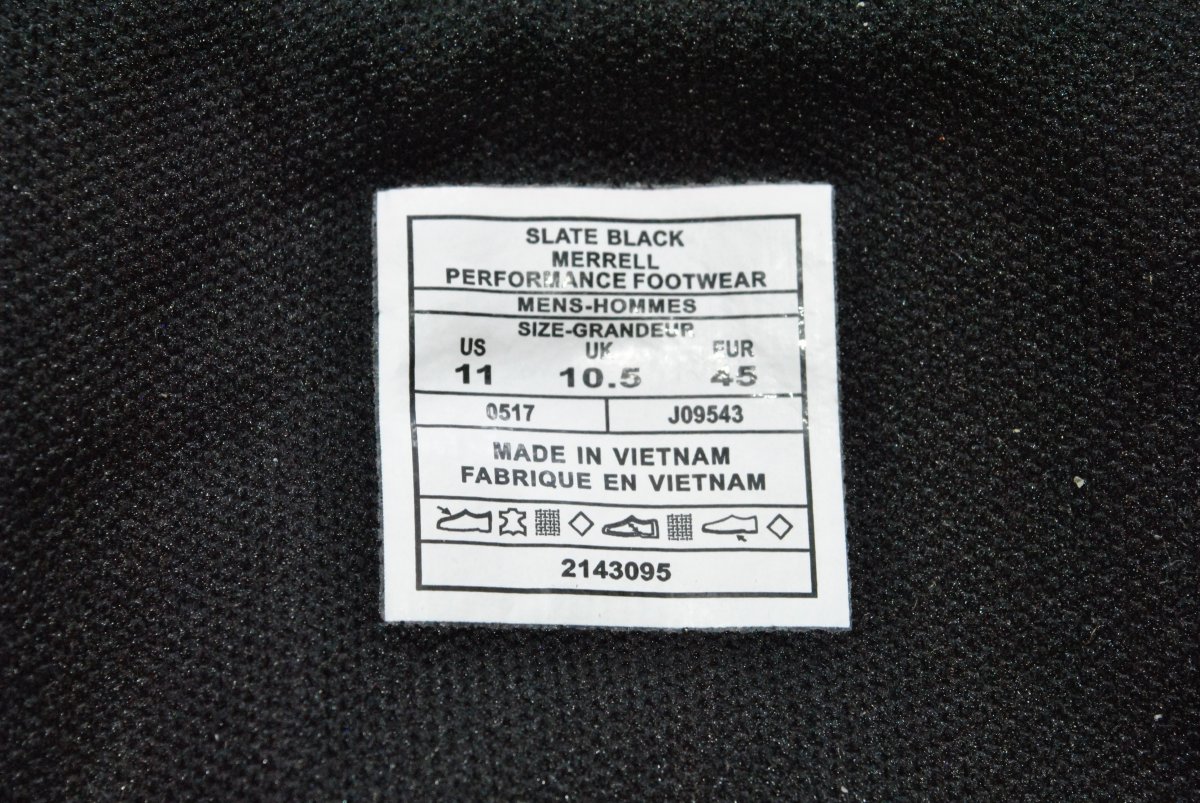 SLATE BLACK
MERRELL
PERFORMANCE FOOTWEAR
MENS-HOMMES
SIZE-GRANDEUR
US UK EUR
11 10.5 45
0517 J09543
MADE IN VIETNAM
FABRIQUE EN VIETNAM
2143095